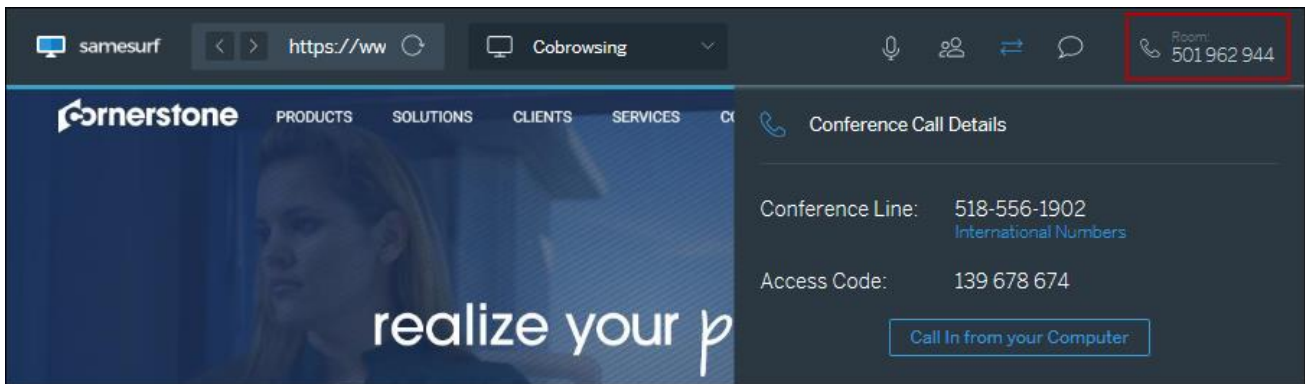 samesurf
https://ww
Cobrowsing
Room:
501 962 944
cornerstone
PRODUCTS SOLUTIONS CLIENTS SERVICES
Conference Call Details
Conference Line: 518-556-1902
International Numbers
Access Code: 139 678 674
realize your p
Call In from your Computer